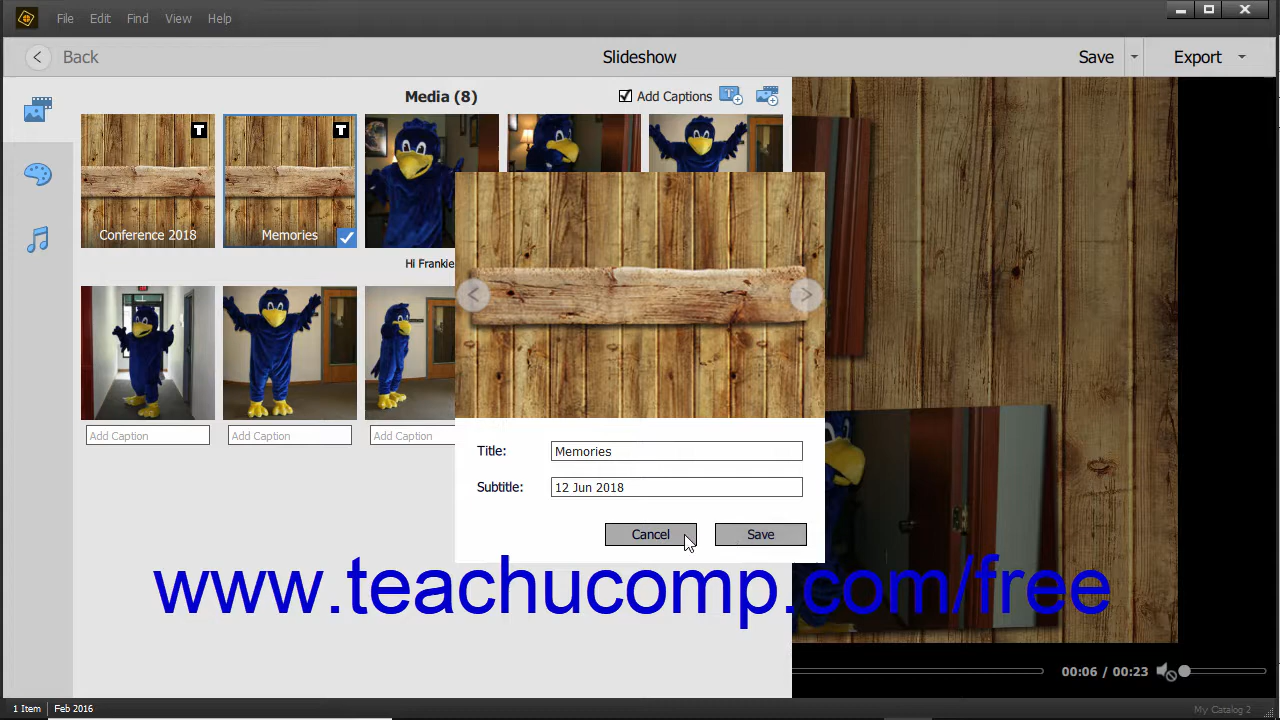 File Edit Find View Help
Back
Slideshow
Save
Export
Media (8)
Add Captions
T
T
T
Conference 2018
Memories
Hi Frankie
Add Caption
Add Caption
Add Caption
Title: Memories
Subtitle: 12 Jun 2018
Cancel
Save
www.teachucomp.com/free
00:06 / 00:23
1 Item
Feb 2016
My Catalog 2